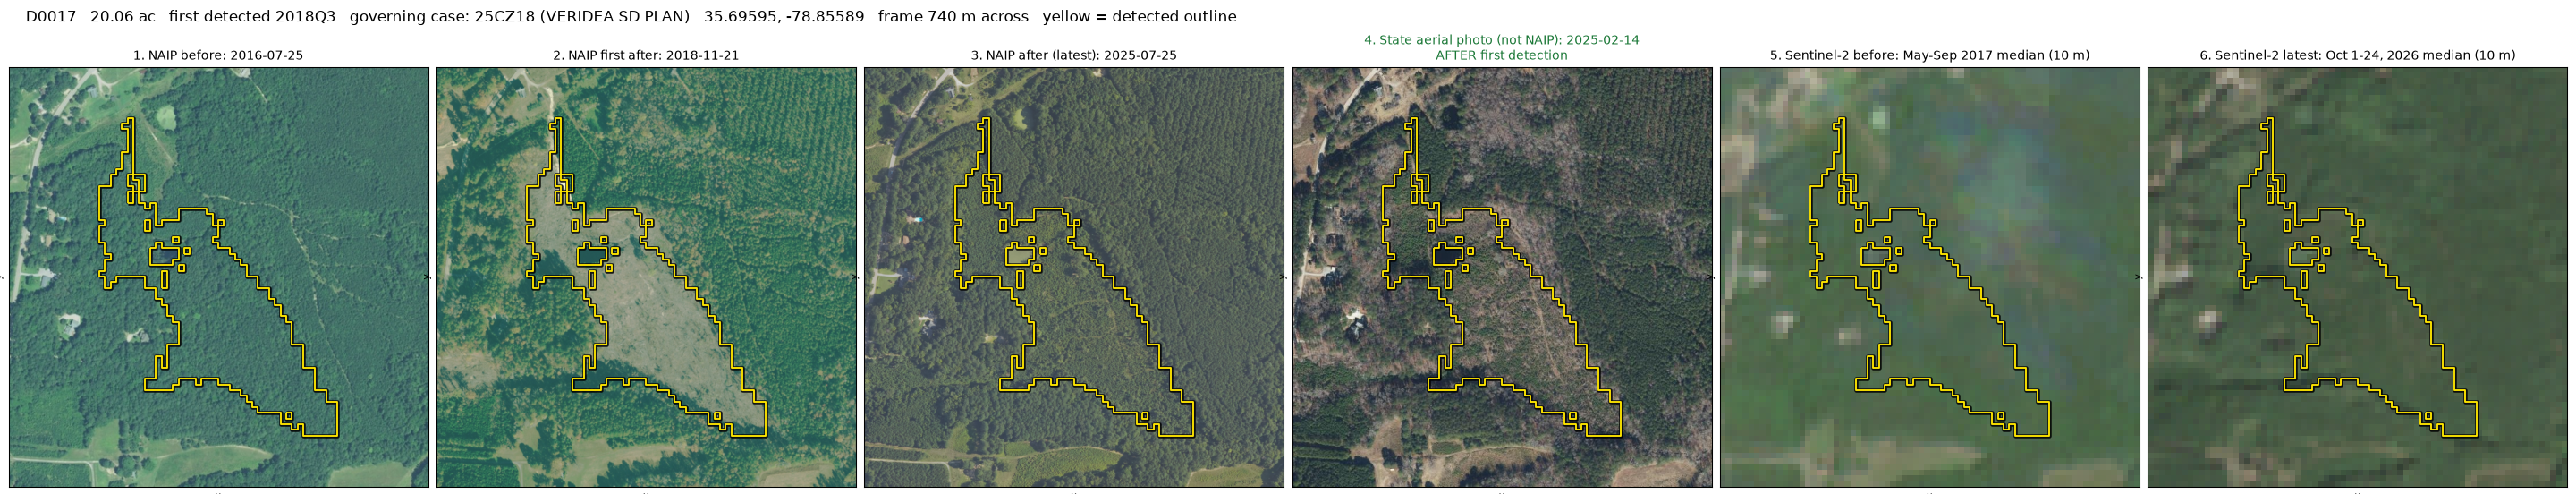 D0017   20.06 ac   first detected 2018Q3   governing case: 25CZ18 (VERIDEA SD PLAN)   35.69595, -78.85589   frame 740 m across   yellow = detected outline
1. NAIP before: 2016-07-25
2. NAIP first after: 2018-11-21
3. NAIP after (latest): 2025-07-25
4. State aerial photo (not NAIP): 2025-02-14
AFTER first detection
5. Sentinel-2 before: May-Sep 2017 median (10 m)
6. Sentinel-2 latest: Oct 1-24, 2026 median (10 m)